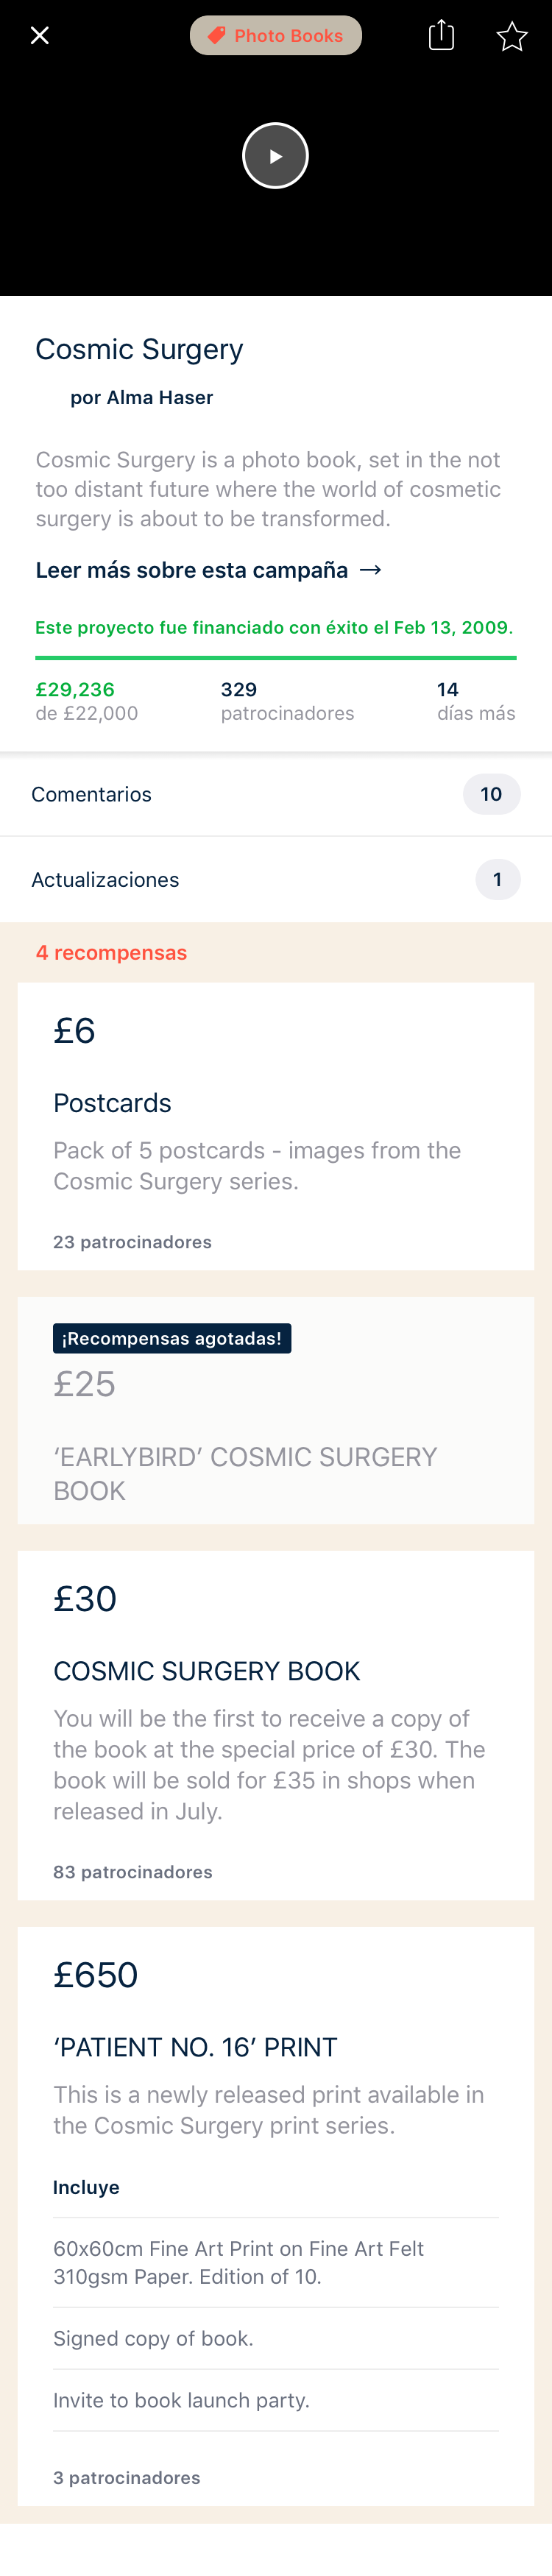 Photo Books
Cosmic Surgery
por Alma Haser
Cosmic Surgery is a photo book, set in the not
too distant future where the world of cosmetic
surgery is about to be transformed.
Leer más sobre esta campaña →
Este proyecto fue financiado con éxito el Feb 13, 2009.
£29,236 329 14
de £22,000 patrocinadores días más
Comentarios 10
Actualizaciones 1
4 recompensas
£6
Postcards
Pack of 5 postcards - images from the
Cosmic Surgery series.
23 patrocinadores
¡Recompensas agotadas!
£25
‘EARLYBIRD’ COSMIC SURGERY
BOOK
£30
COSMIC SURGERY BOOK
You will be the first to receive a copy of
the book at the special price of £30. The
book will be sold for £35 in shops when
released in July.
83 patrocinadores
£650
‘PATIENT NO. 16’ PRINT
This is a newly released print available in
the Cosmic Surgery print series.
Incluye
60x60cm Fine Art Print on Fine Art Felt
310gsm Paper. Edition of 10.
Signed copy of book.
Invite to book launch party.
3 patrocinadores